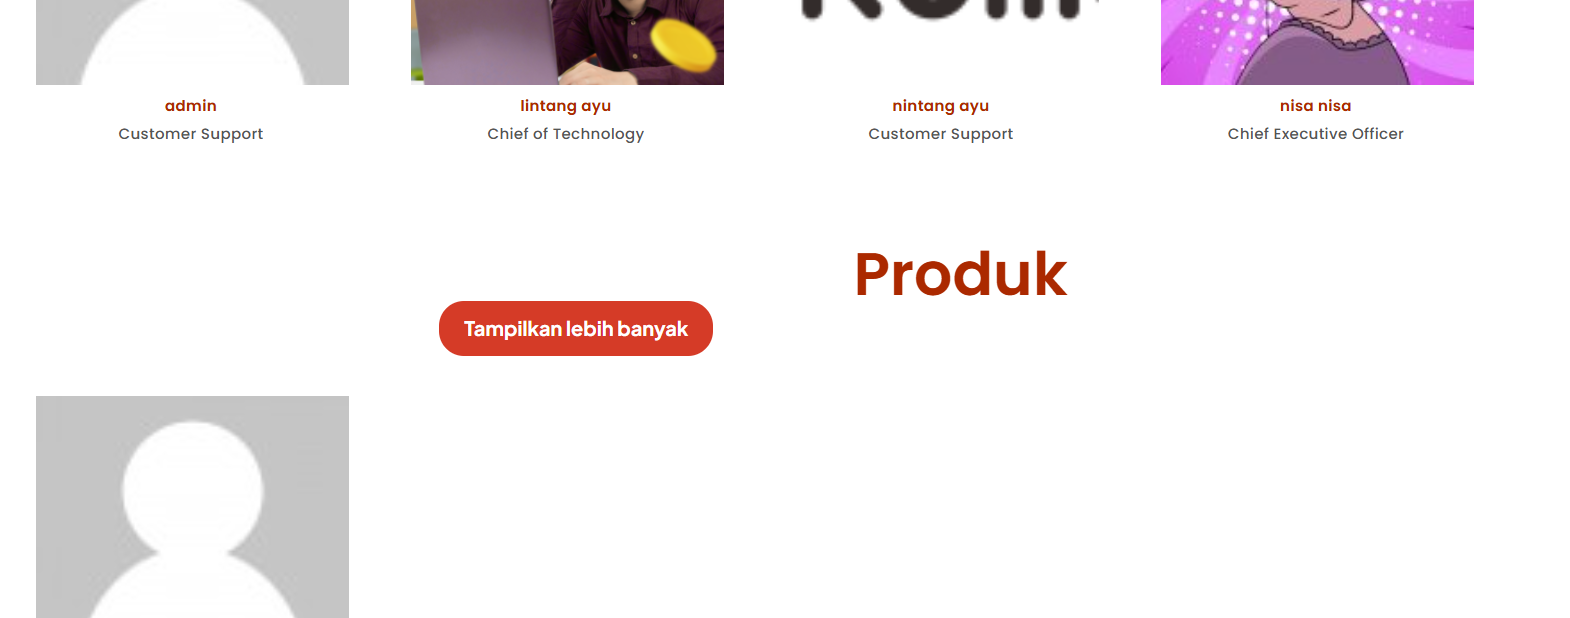 admin
Customer Support
lintang ayu
Chief of Technology
nintang ayu
Customer Support
nisa nisa
Chief Executive Officer
Produk
Tampilkan lebih banyak